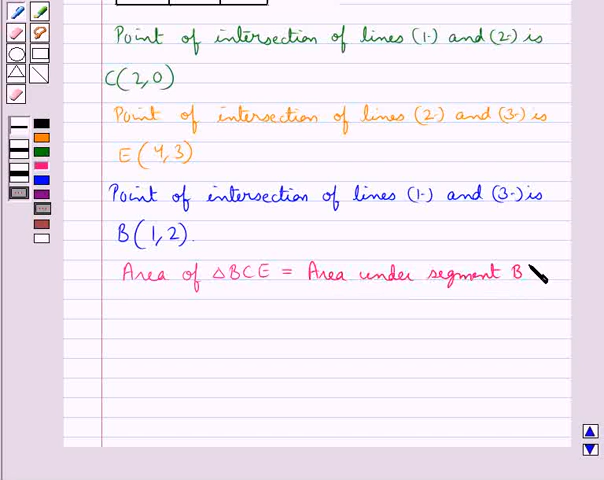 Point of intersection of lines (1.) and (2.) is
C(2,0)
Point of intersection of lines (2.) and (3.) is
E(4,3)
Point of intersection of lines (1.) and (3.) is
B(1,2).
Area of △BCE = Area under segment B